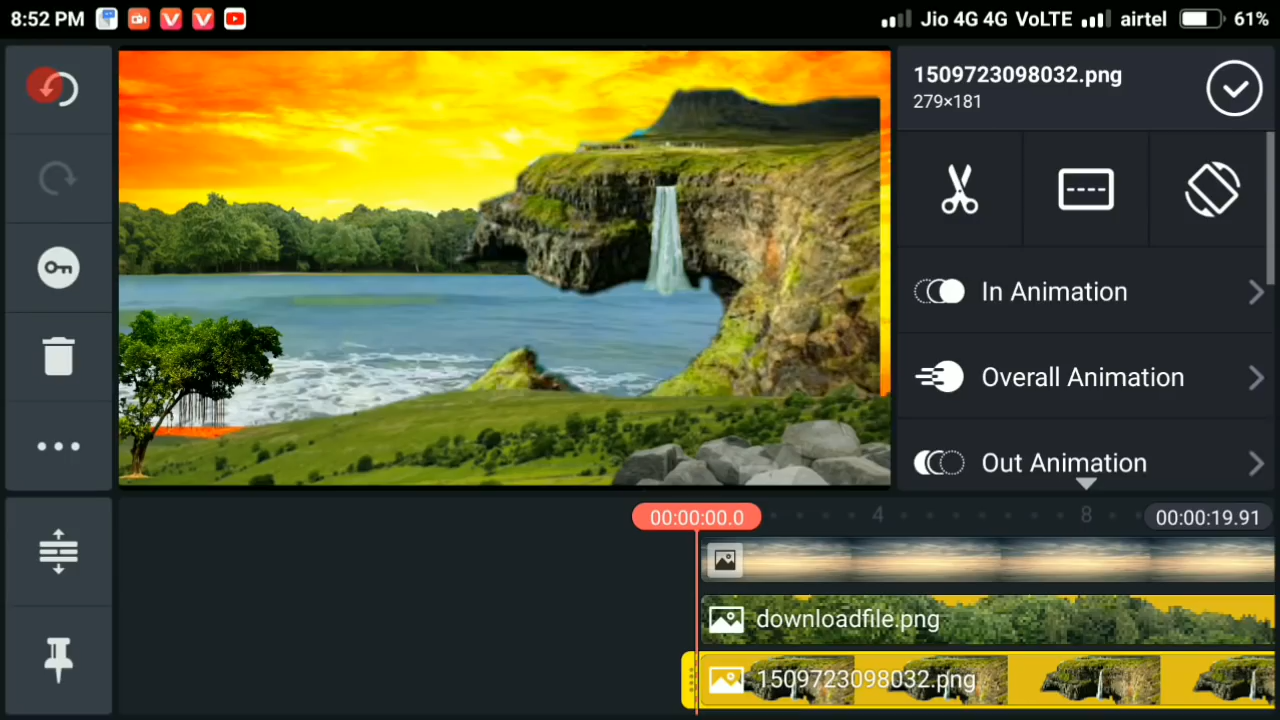 8:52 PM Jio 4G 4G VoLTE airtel 61%
1509723098032.png
279×181
In Animation
Overall Animation
Out Animation
00:00:00.0 4 8 00:00:19.91
downloadfile.png
1509723098032.png